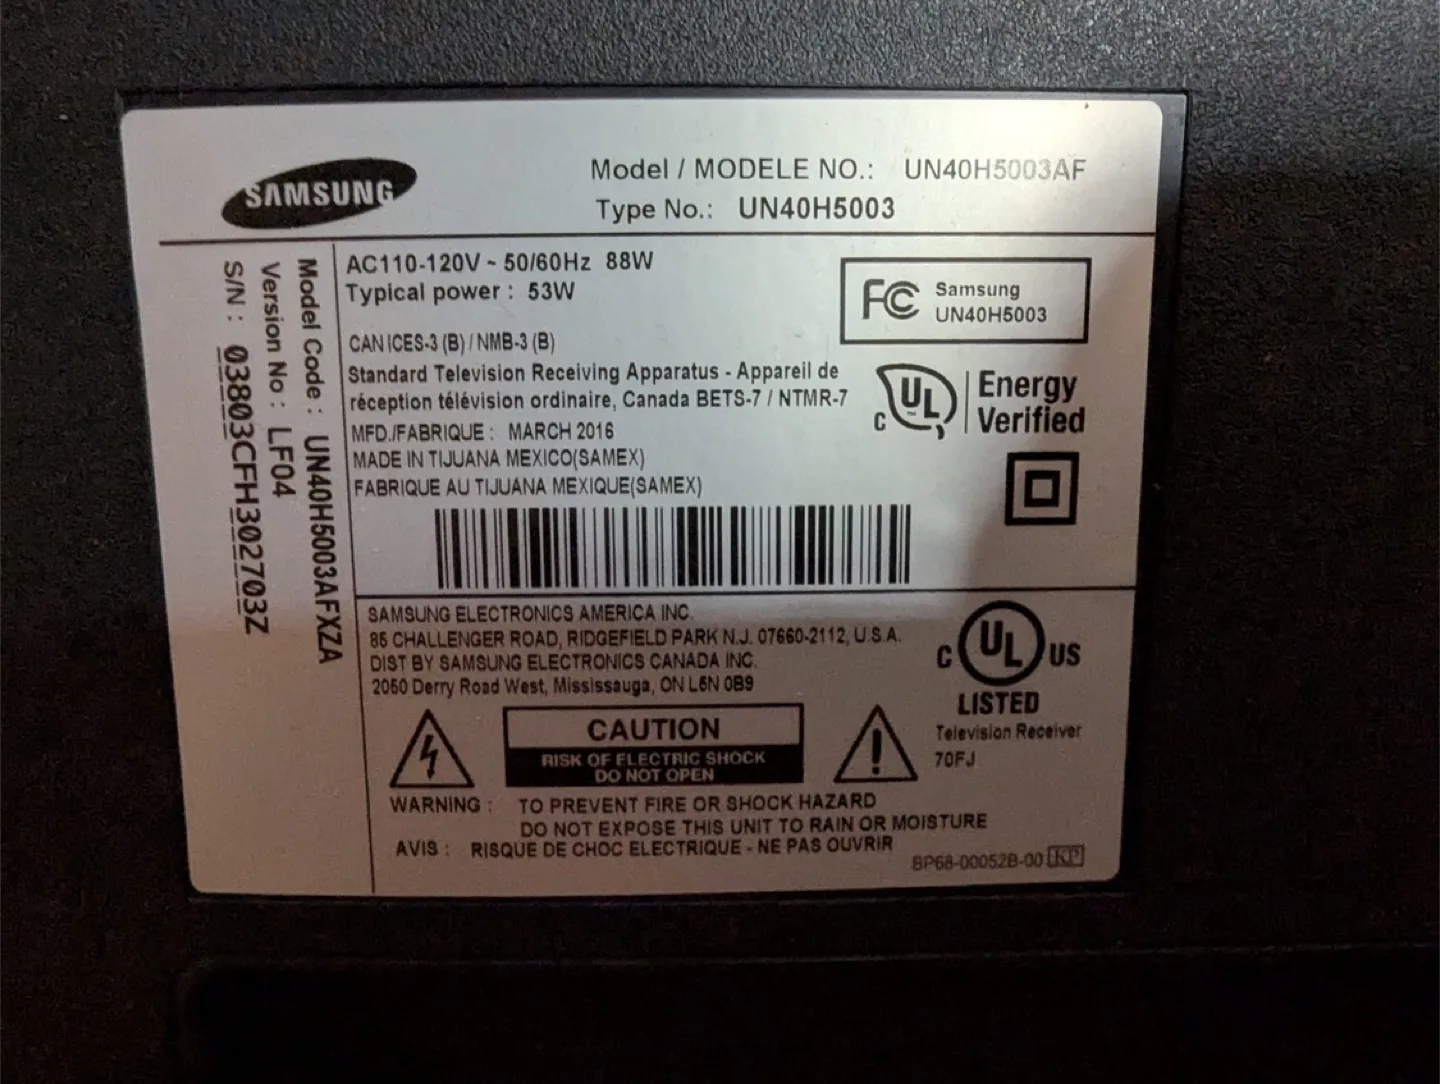 SAMSUNG
Model / MODELE NO.: UN40H5003AF
Type No.: UN40H5003
Model Code : UN40H5003AFXZA
Version No : LF04
S/N : 03803CFH302703Z
AC110-120V ~ 50/60Hz 88W
Typical power : 53W
CAN ICES-3 (B) / NMB-3 (B)
Standard Television Receiving Apparatus - Appareil de
réception télévision ordinaire, Canada BETS-7 / NTMR-7
MFD./FABRIQUE : MARCH 2016
MADE IN TIJUANA MEXICO(SAMEX)
FABRIQUE AU TIJUANA MEXIQUE(SAMEX)
FC Samsung
UN40H5003
C UL TM Energy
Verified
SAMSUNG ELECTRONICS AMERICA INC.
85 CHALLENGER ROAD, RIDGEFIELD PARK N.J. 07660-2112, U.S.A.
DIST BY SAMSUNG ELECTRONICS CANADA INC.
2050 Derry Road West, Mississauga, ON L5N 0B9
C UL US
LISTED
Television Receiver
70FJ
CAUTION
RISK OF ELECTRIC SHOCK
DO NOT OPEN
WARNING : TO PREVENT FIRE OR SHOCK HAZARD
DO NOT EXPOSE THIS UNIT TO RAIN OR MOISTURE
AVIS : RISQUE DE CHOC ELECTRIQUE - NE PAS OUVRIR
BP68-00052B-00 KP